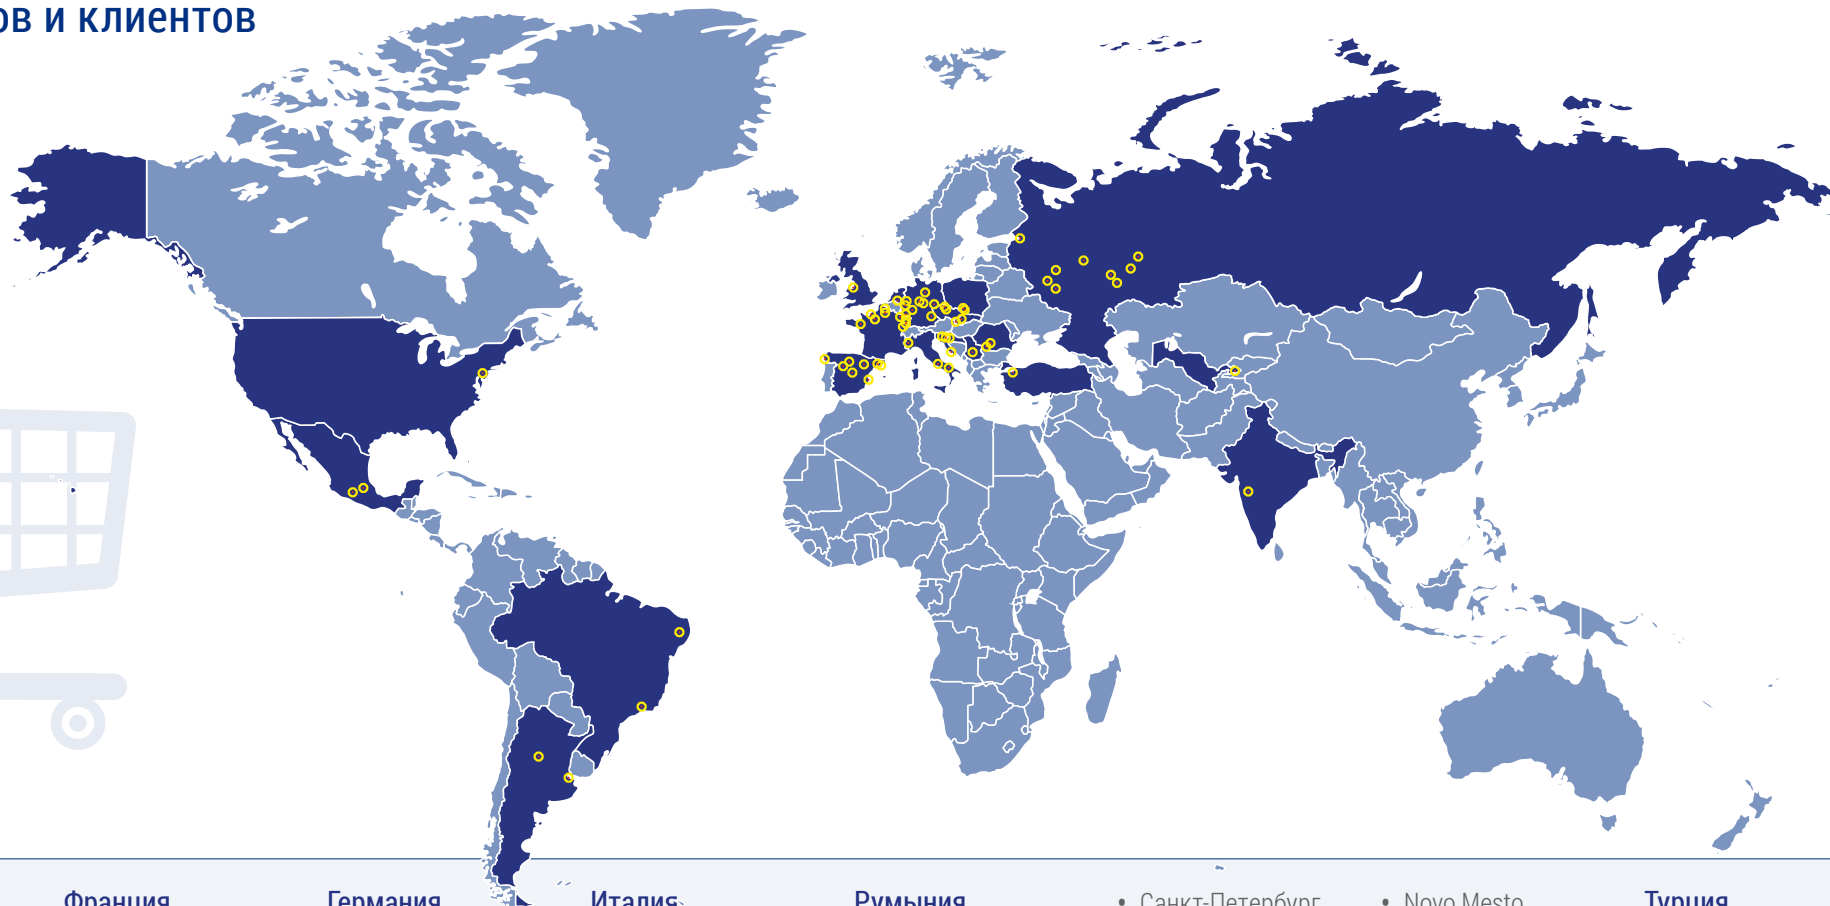 ов и клиентов
Франция
Германия
Италия
Румыния
• Санкт-Петербург
• Novo Mesto
Турция